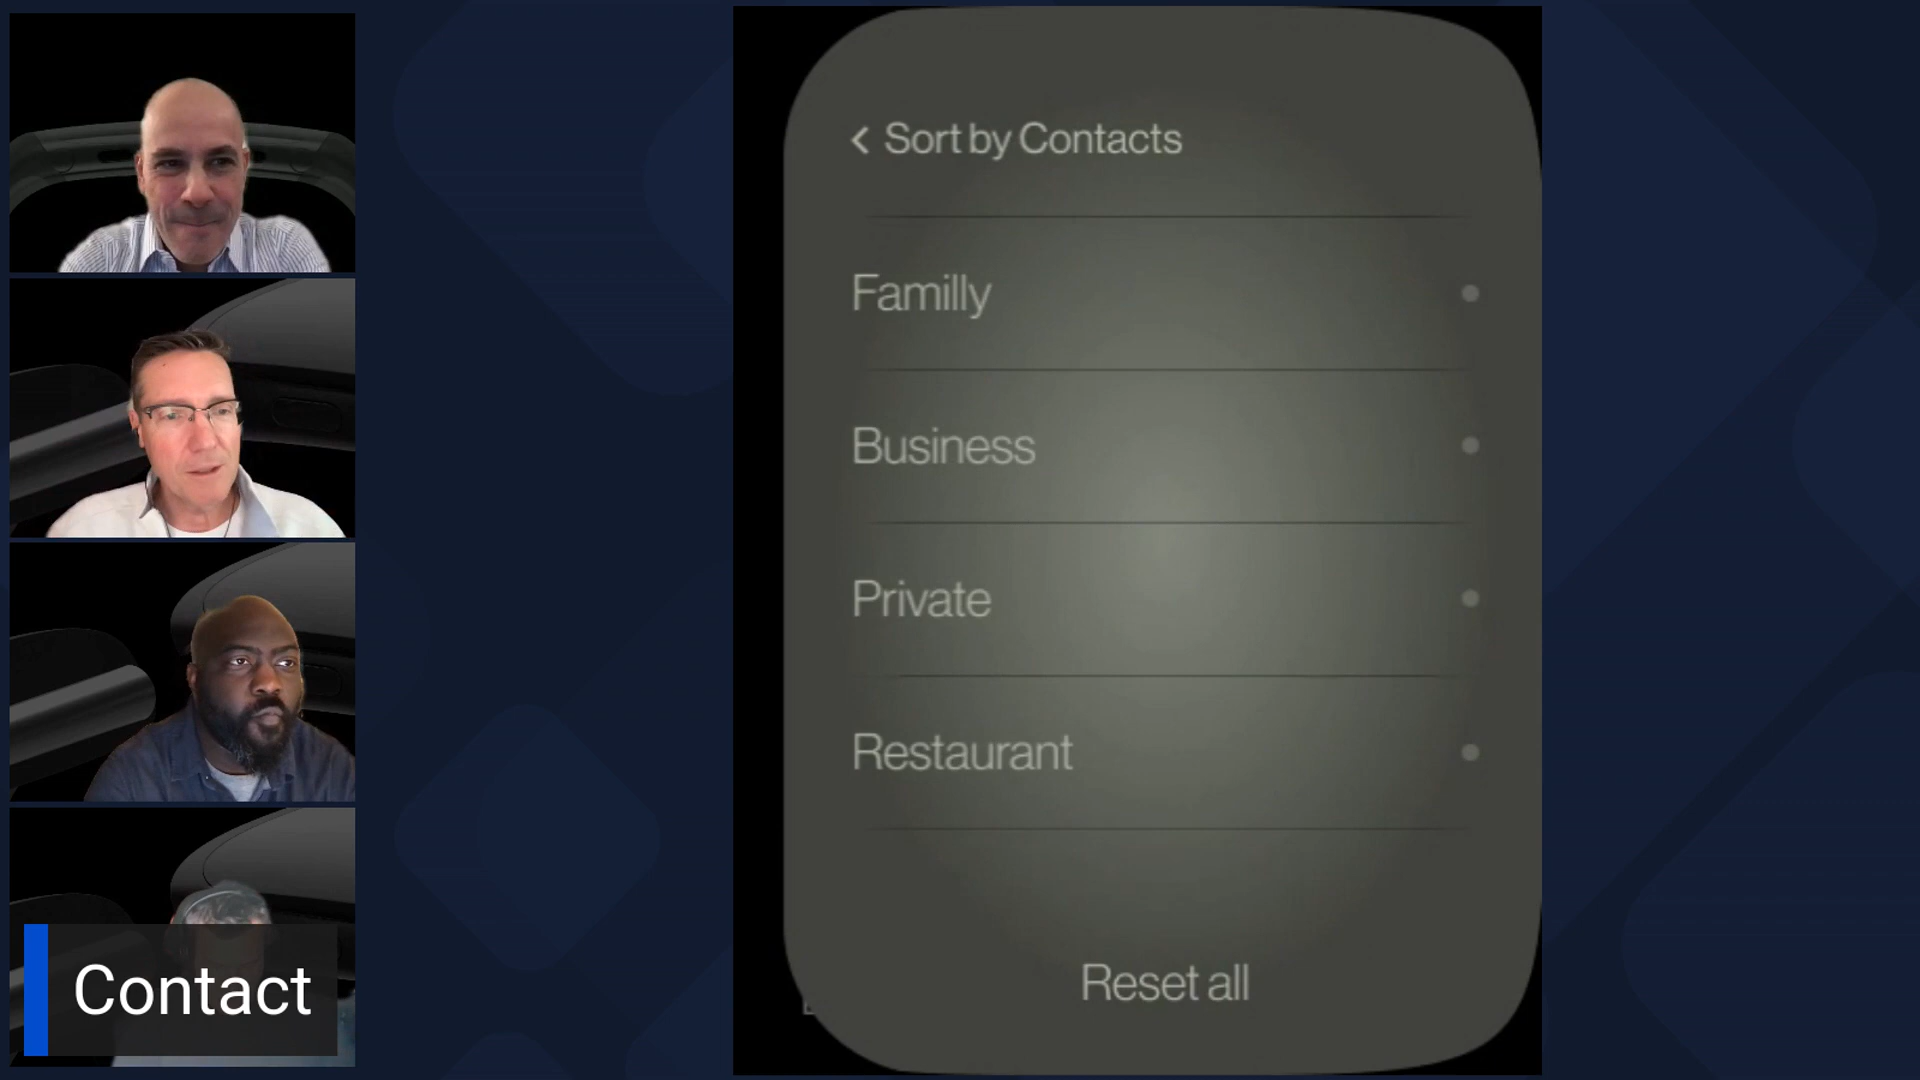 < Sort by Contacts
Familly
Business
Private
Restaurant
Reset all
Contact